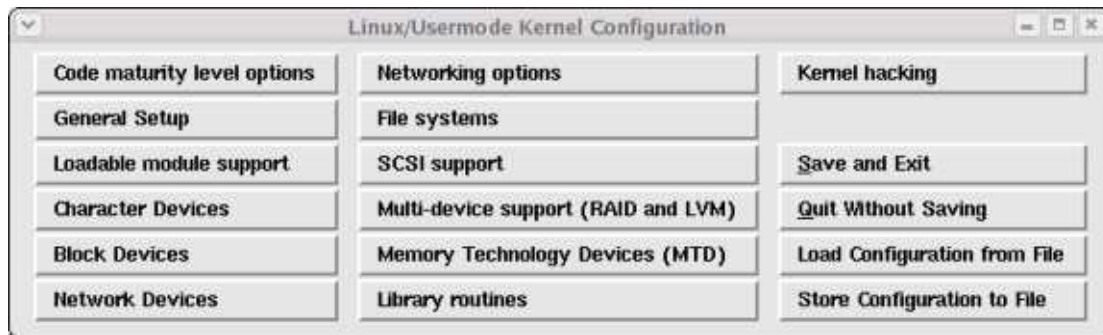 Linux/Usermode Kernel Configuration
Code maturity level options
General Setup
Loadable module support
Character Devices
Block Devices
Network Devices
Networking options
File systems
SCSI support
Multi-device support (RAID and LVM)
Memory Technology Devices (MTD)
Library routines
Kernel hacking
Save and Exit
Quit Without Saving
Load Configuration from File
Store Configuration to File